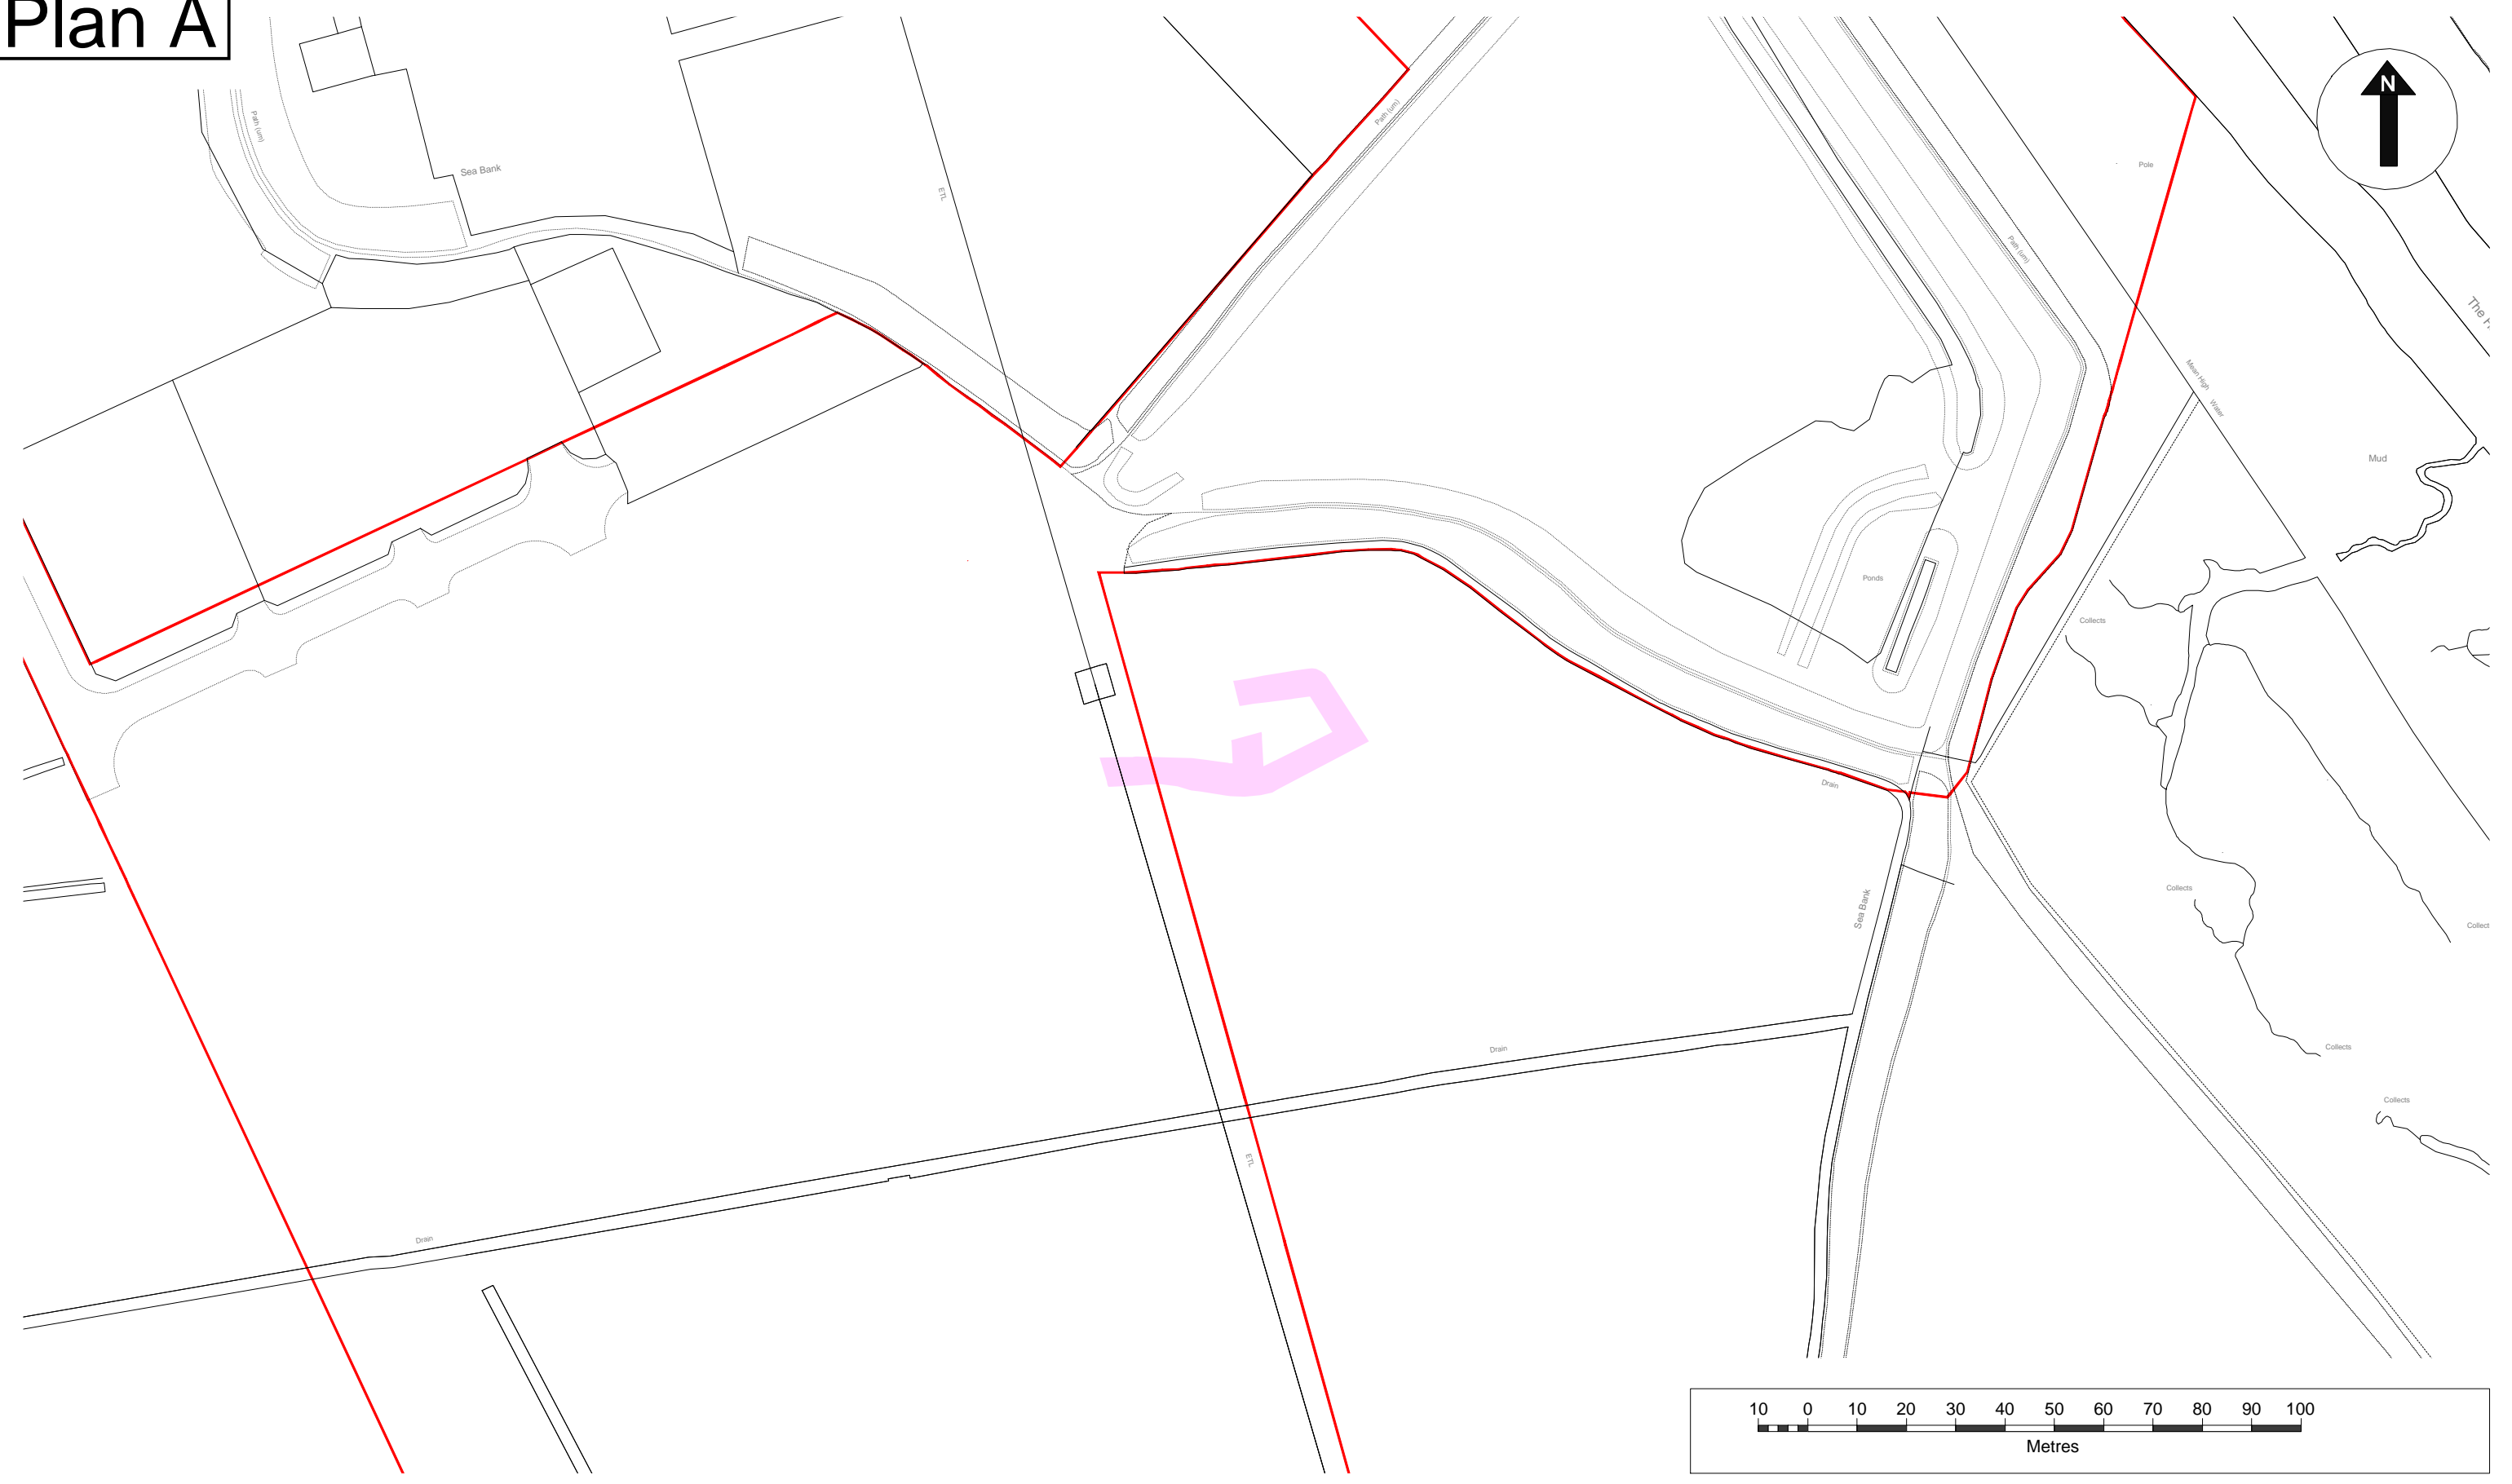 Plan A
N
Path (um)
Sea Bank
ETL
Path (um)
Path (um)
Pole
Mean High
Water
Mud
Ponds
Collects
Drain
Sea Bank
Collects
Drain
Collects
ETL
Collects
Drain
10 0 10 20 30 40 50 60 70 80 90 100
Metres